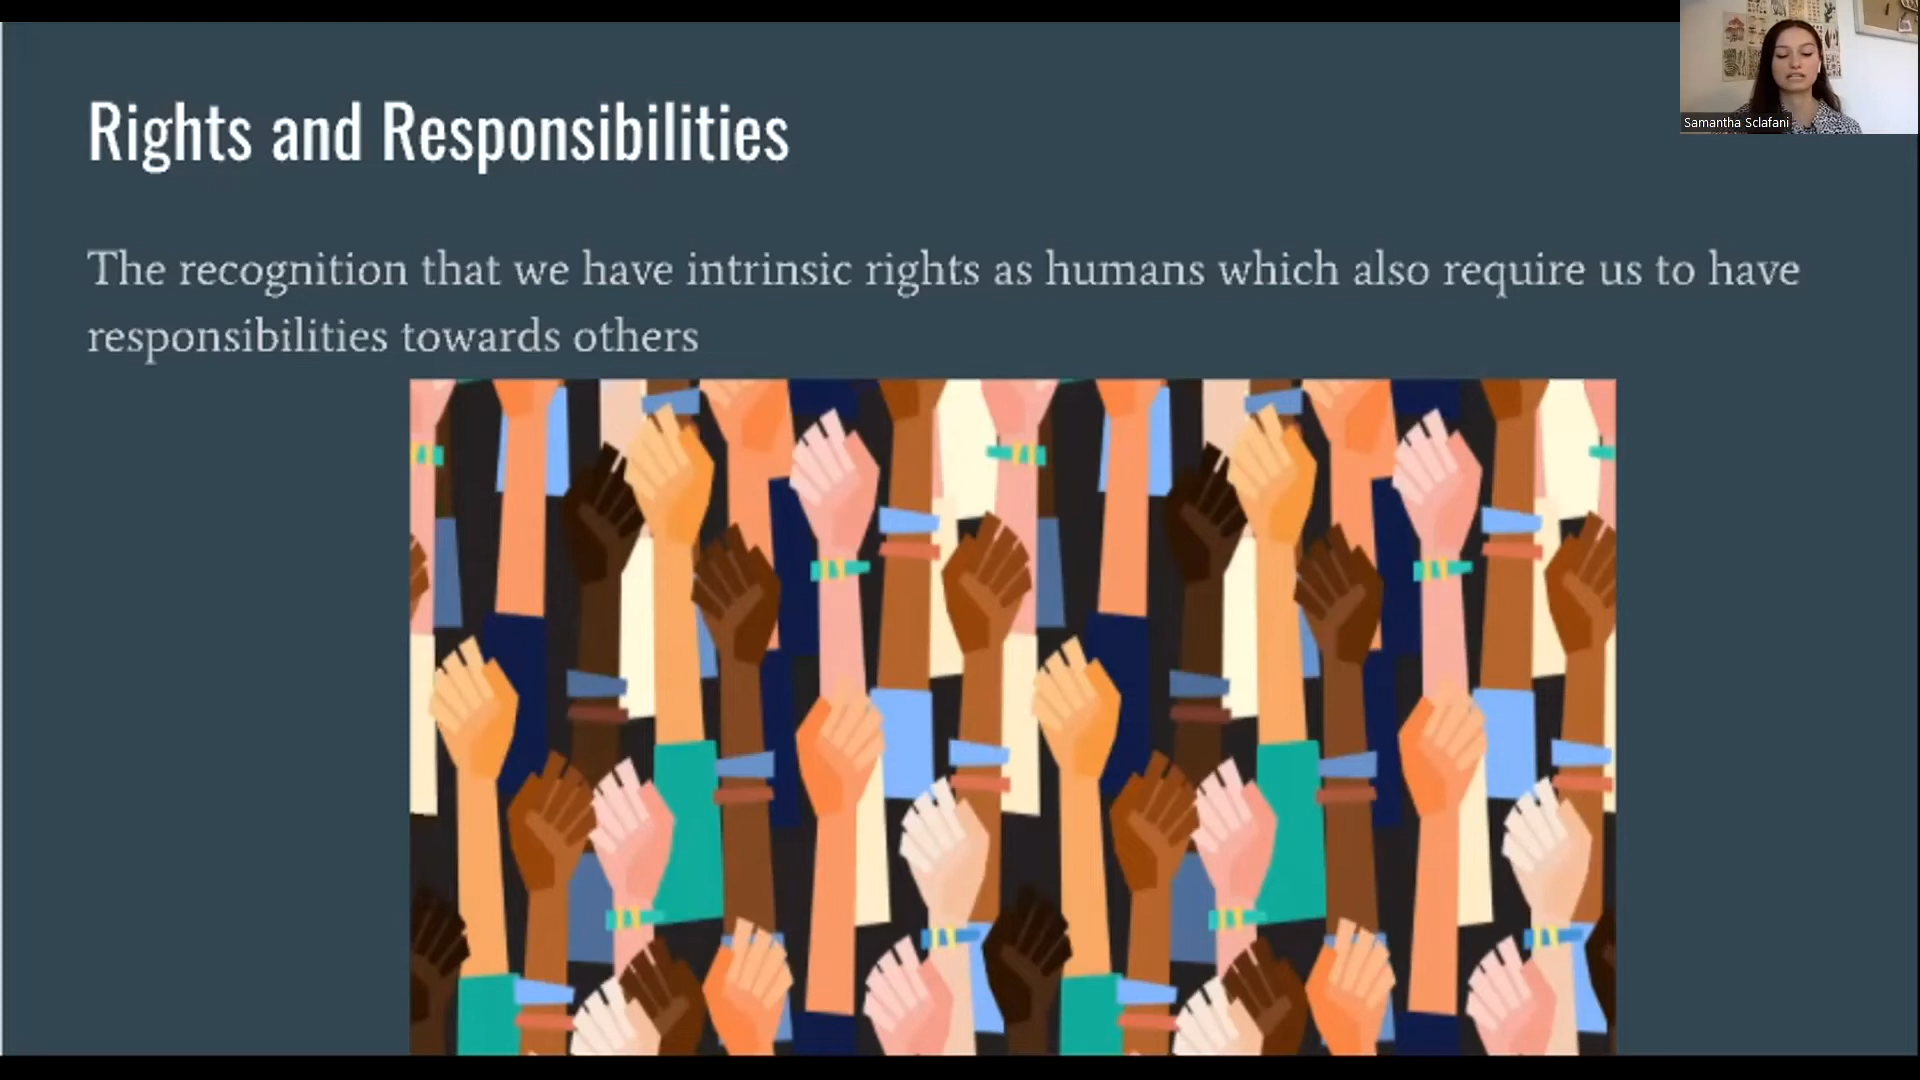 Rights and Responsibilities
The recognition that we have intrinsic rights as humans which also require us to have
responsibilities towards others
Samantha Sclafani